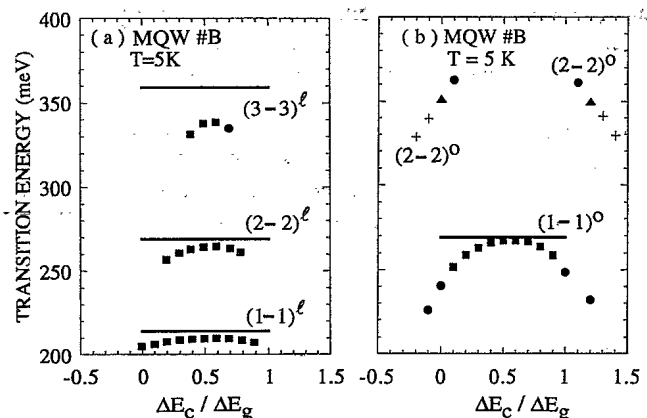 TRANSITION ENERGY (meV)
400
350
300
250
200
(a) MQW #B
T=5K
(3-3)ℓ
(2-2)ℓ
(1-1)ℓ
-0.5
0
0.5
1
1.5
ΔEc / ΔEg
(b) MQW #B
T = 5 K
(2-2)o
(2-2)o
(1-1)o
-0.5
0
0.5
1
1.5
ΔEc / ΔEg